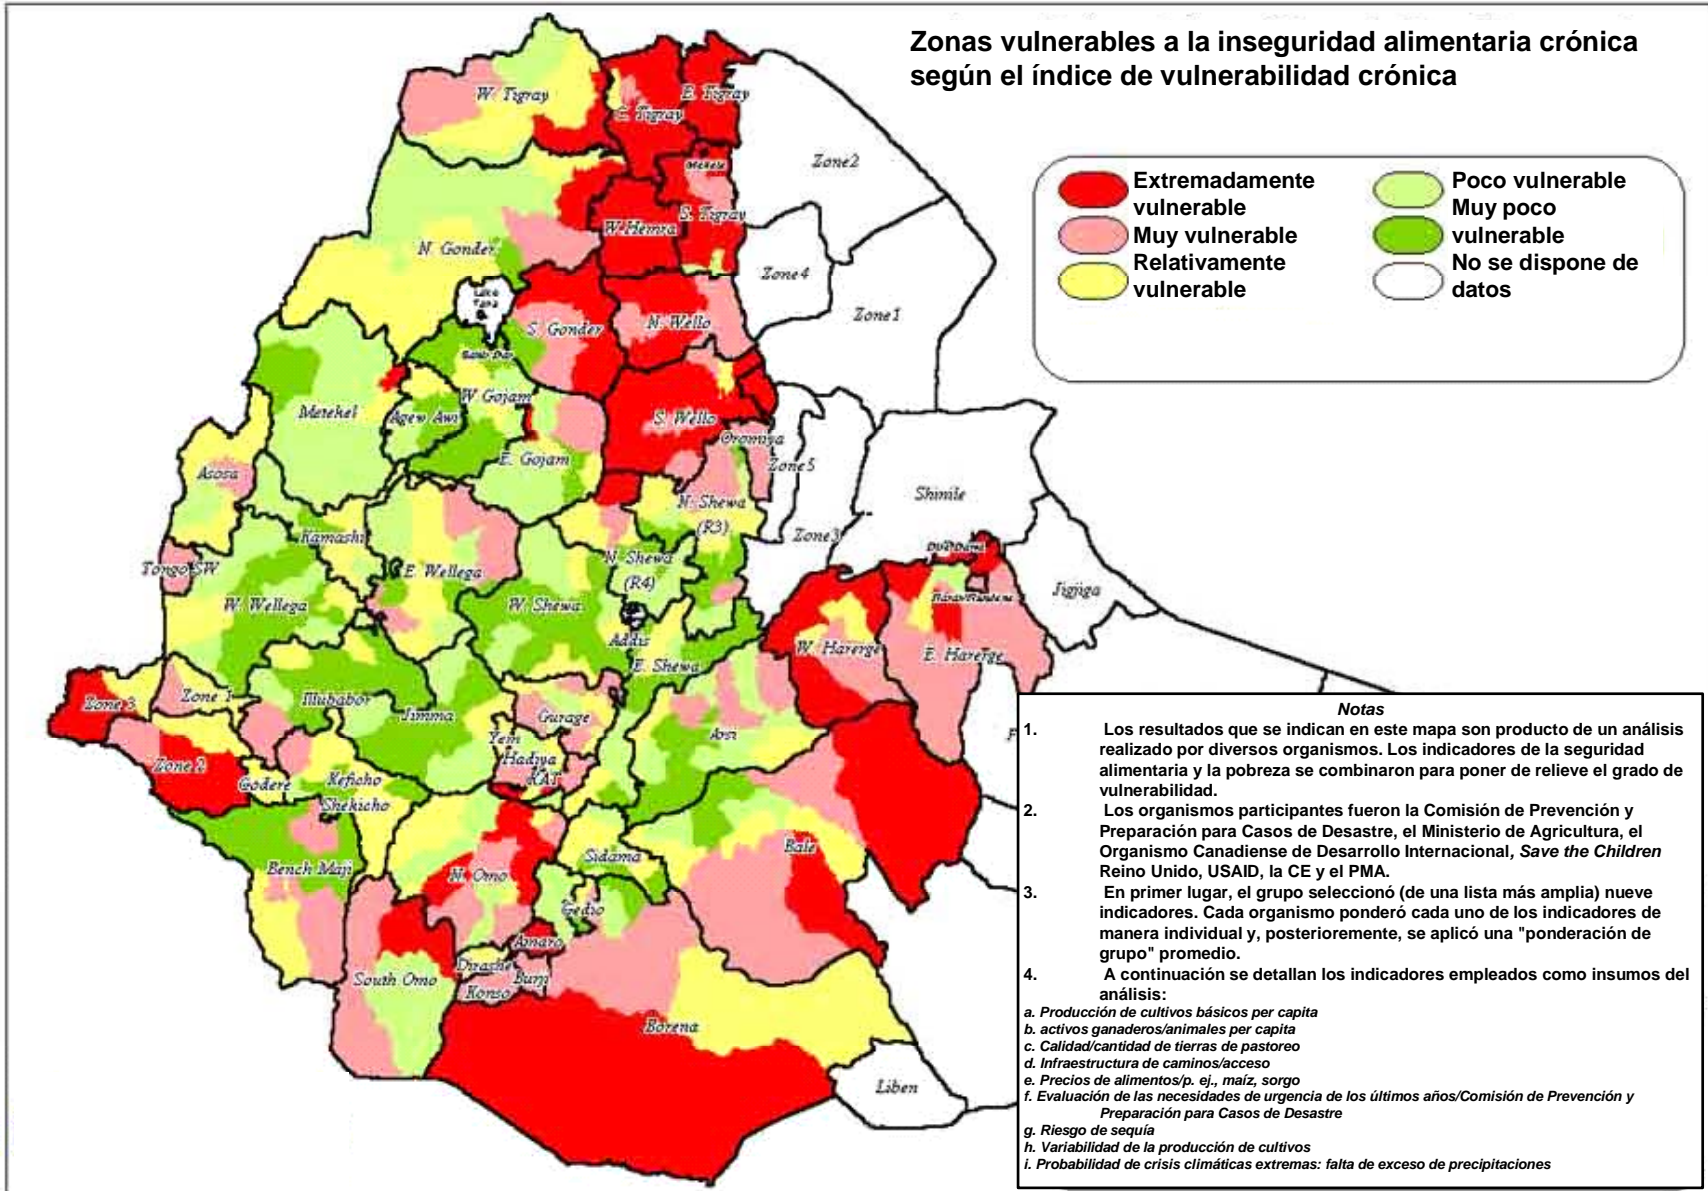 Zonas vulnerables a la inseguridad alimentaria crónica
según el índice de vulnerabilidad crónica
Extremadamente
vulnerable
Muy vulnerable
Relativamente
vulnerable
Poco vulnerable
Muy poco
vulnerable
No se dispone de
datos
W. Tigray
C. Tigray
E. Tigray
Zone2
Mekele
S. Tigray
W. Hemra
N. Gonder
Zone4
Lake
Tana
Zone1
S. Gonder
N. Wello
Bahir Dar
W. Gojam
Metekel
Agew Awi
S. Wello
Oromiya
E. Gojam
Zone5
Asosa
Shinile
N. Shewa
(R3)
Kamashi
Zone3
Dire Dawa
Tongo SW
E. Wellega
N. Shewa
(R4)
Jigjiga
W. Wellega
W. Shewa
Addis
W. Harerge
E. Harerge
E. Shewa
Zone 3
Zone 1
Illubabor
Jimma
Gurage
Arsi
F
Yem
Hadiya
KAT
Zone 2
Godere
Keficho
Shekicho
Bench Maji
N. Omo
Sidama
Bale
Gedio
Amaro
South Omo
Dirashe
Burji
Konso
Borena
Liben
Notas
1. Los resultados que se indican en este mapa son producto de un análisis
realizado por diversos organismos. Los indicadores de la seguridad
alimentaria y la pobreza se combinaron para poner de relieve el grado de
vulnerabilidad.
2. Los organismos participantes fueron la Comisión de Prevención y
Preparación para Casos de Desastre, el Ministerio de Agricultura, el
Organismo Canadiense de Desarrollo Internacional, Save the Children
Reino Unido, USAID, la CE y el PMA.
3. En primer lugar, el grupo seleccionó (de una lista más amplia) nueve
indicadores. Cada organismo ponderó cada uno de los indicadores de
manera individual y, posteriormente, se aplicó una "ponderación de
grupo" promedio.
4. A continuación se detallan los indicadores empleados como insumos del
análisis:
a. Producción de cultivos básicos per capita
b. activos ganaderos/animales per capita
c. Calidad/cantidad de tierras de pastoreo
d. Infraestructura de caminos/acceso
e. Precios de alimentos/p. ej., maíz, sorgo
f. Evaluación de las necesidades de urgencia de los últimos años/Comisión de Prevención y
Preparación para Casos de Desastre
g. Riesgo de sequía
h. Variabilidad de la producción de cultivos
i. Probabilidad de crisis climáticas extremas: falta de exceso de precipitaciones